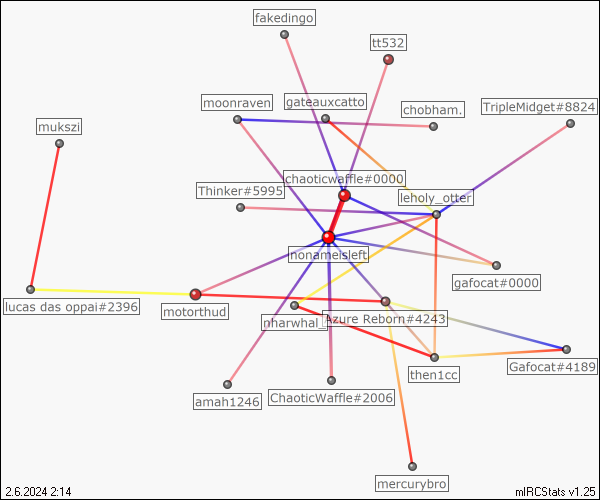 fakedingo
tt532
moonraven
gateauxcatto
chobham.
TripleMidget#8824
mukszi
chaoticwaffle#0000
Thinker#5995
leholy_otter
nonameisleft
gafocat#0000
lucas das oppai#2396
motorthud
nharwhal_
Azure Reborn#4243
then1cc
Gafocat#4189
amah1246
ChaoticWaffle#2006
mercurybro
2.6.2024 2:14
mIRCStats v1.25